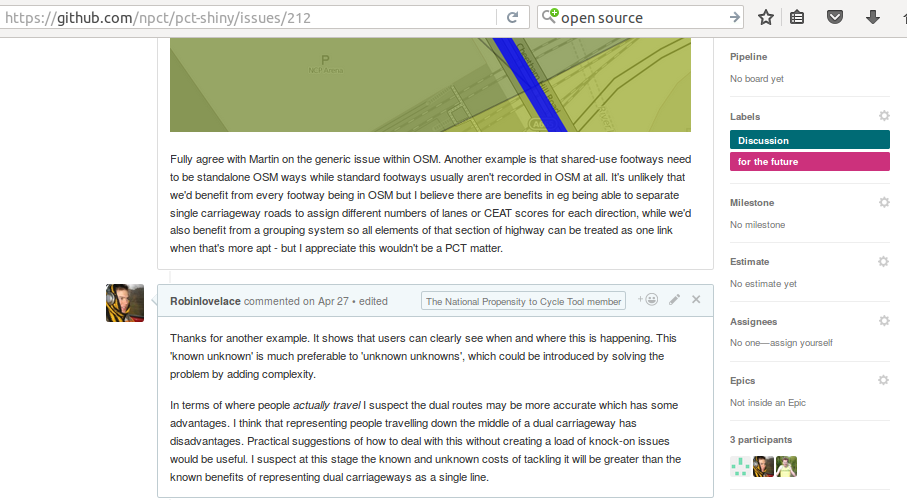 https://github.com/npct/pct-shiny/issues/212
open source
P
NCP Arena
Pipeline
No board yet
Labels
Discussion
for the future
Milestone
No milestone
Estimate
No estimate yet
Assignees
No one—assign yourself
Epics
Not inside an Epic
3 participants
Fully agree with Martin on the generic issue within OSM. Another example is that shared-use footways need
to be standalone OSM ways while standard footways usually aren't recorded in OSM at all. It's unlikely that
we'd benefit from every footway being in OSM but I believe there are benefits in eg being able to separate
single carriageway roads to assign different numbers of lanes or CEAT scores for each direction, while we'd
also benefit from a grouping system so all elements of that section of highway can be treated as one link
when that's more apt - but I appreciate this wouldn't be a PCT matter.
Robinlovelace commented on Apr 27 • edited
The National Propensity to Cycle Tool member
Thanks for another example. It shows that users can clearly see when and where this is happening. This
'known unknown' is much preferable to 'unknown unknowns', which could be introduced by solving the
problem by adding complexity.
In terms of where people actually travel I suspect the dual routes may be more accurate which has some
advantages. I think that representing people travelling down the middle of a dual carriageway has
disadvantages. Practical suggestions of how to deal with this without creating a load of knock-on issues
would be useful. I suspect at this stage the known and unknown costs of tackling it will be greater than the
known benefits of representing dual carriageways as a single line.